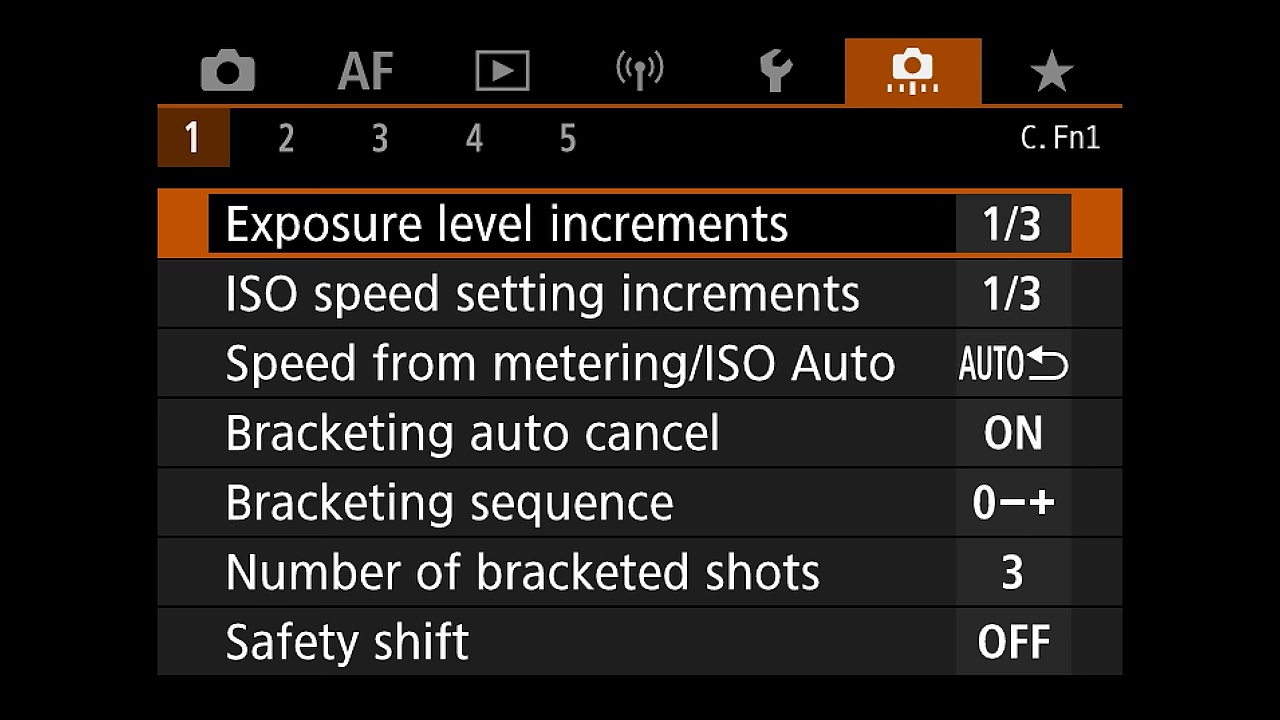 AF
1 2 3 4 5 C.Fn1
Exposure level increments 1/3
ISO speed setting increments 1/3
Speed from metering/ISO Auto AUTO
Bracketing auto cancel ON
Bracketing sequence 0−+
Number of bracketed shots 3
Safety shift OFF